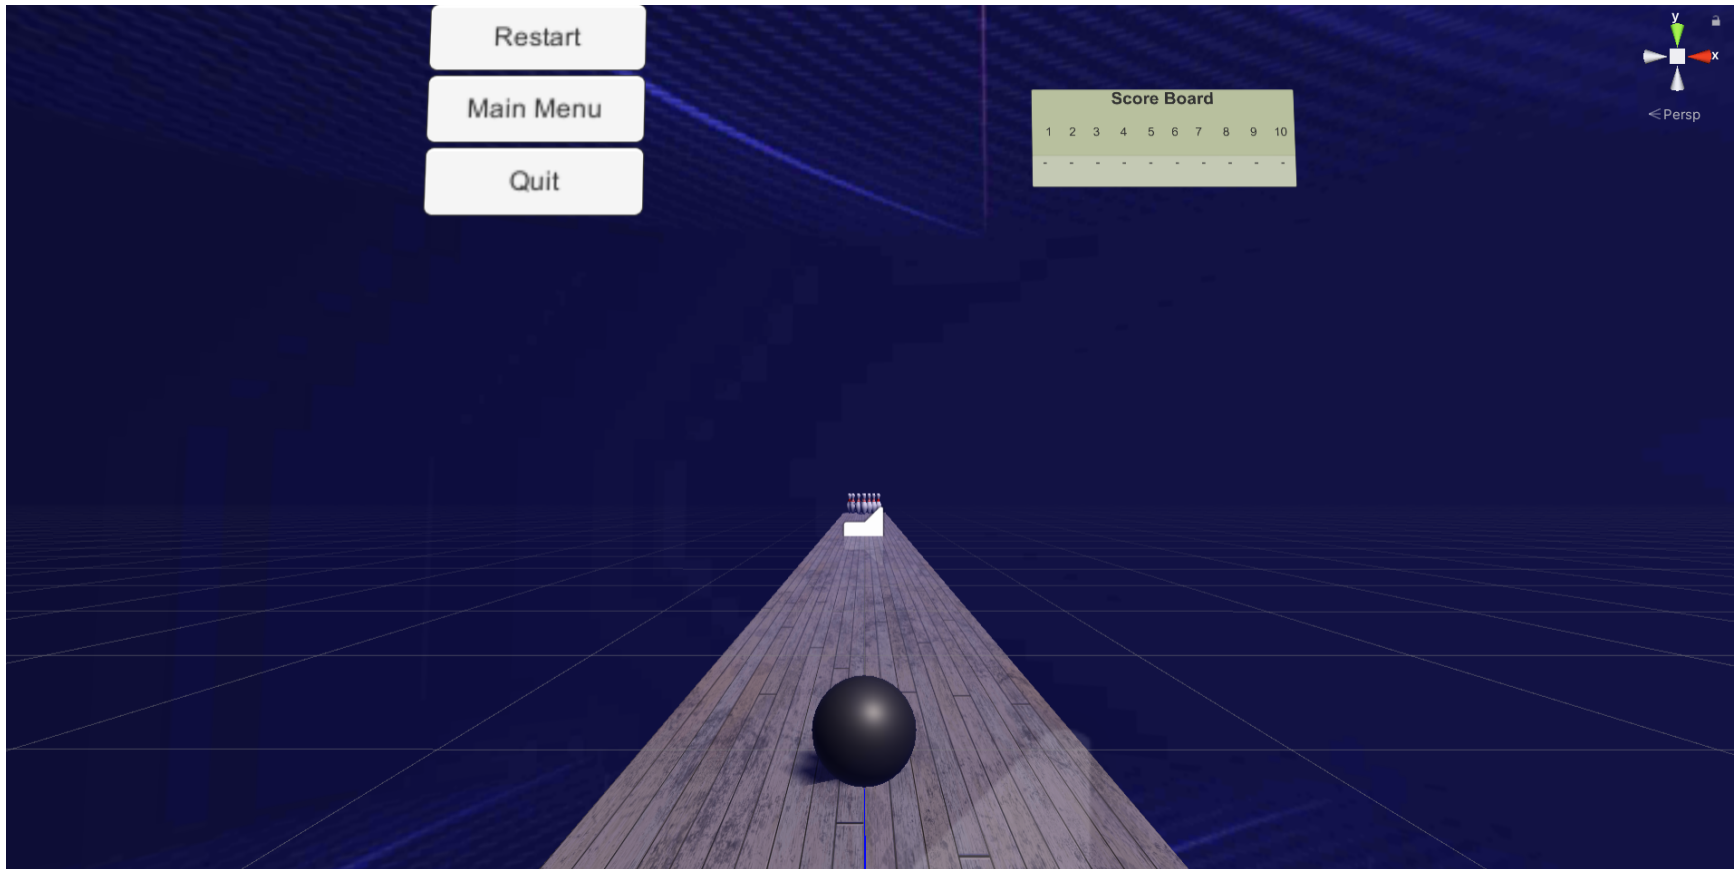 Restart
Main Menu
Quit
Score Board
1 2 3 4 5 6 7 8 9 10
- - - - - - - - - -
y
x
< Persp